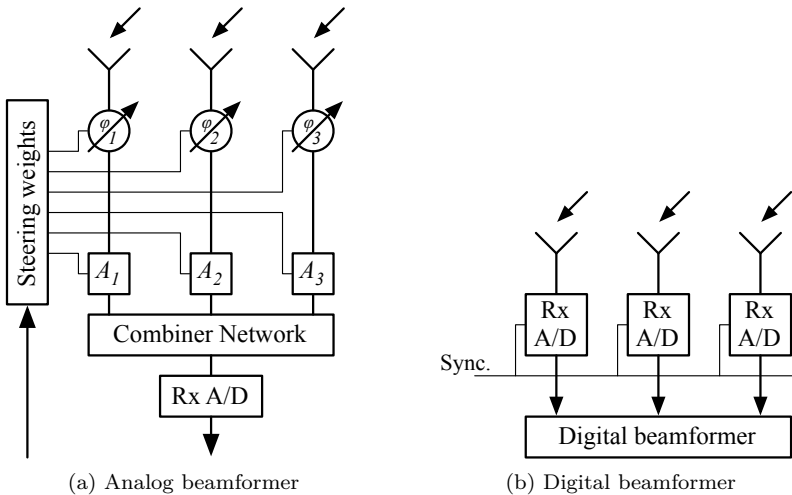 φ1
φ2
φ3
Steering weights
A1
A2
A3
Combiner Network
Rx A/D
(a) Analog beamformer
Rx
A/D
Rx
A/D
Rx
A/D
Sync.
Digital beamformer
(b) Digital beamformer